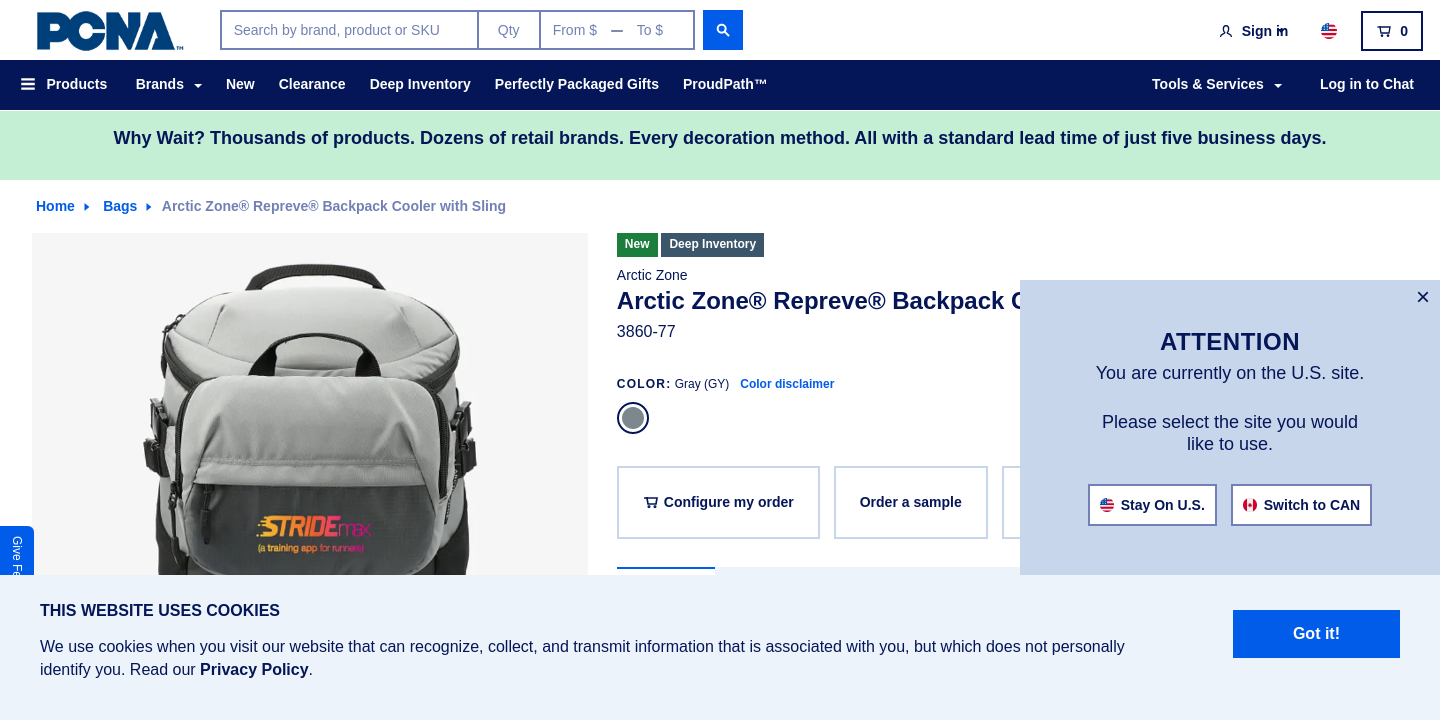 PCNA™
Search by brand, product or SKU
Qty
From $ — To $
Sign in
0
Products
Brands
New
Clearance
Deep Inventory
Perfectly Packaged Gifts
ProudPath™
Tools & Services
Log in to Chat
Why Wait? Thousands of products. Dozens of retail brands. Every decoration method. All with a standard lead time of just five business days.
Home
Bags
Arctic Zone® Repreve® Backpack Cooler with Sling
New
Deep Inventory
Arctic Zone
Arctic Zone® Repreve® Backpack
3860-77
COLOR: Gray (GY) Color disclaimer
Configure my order
Order a sample
STRIDEmax
(a training app for runners)
×
ATTENTION
You are currently on the U.S. site.
Please select the site you would
like to use.
Stay On U.S.
Switch to CAN
Give
THIS WEBSITE USES COOKIES
We use cookies when you visit our website that can recognize, collect, and transmit information that is associated with you, but which does not personally
identify you. Read our Privacy Policy.
Got it!